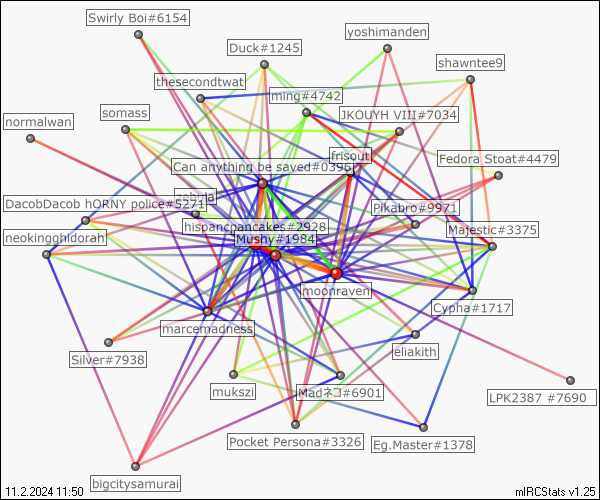 Swirly Boi#6154
yoshimanden
Duck#1245
shawntee9
thesecondtwat
ming#4742
somass
JKOUYH VIII#7034
normalwan
frisout
Fedora Stoat#4479
Can anything be saved#0396
DacobDacob hORNY police#5271
Pikabro#9971
hispancpancakes#2928
Majestic#3375
neokinghidorah
Mushy#1984
moonraven
Cypha#1717
marcemadness
eliakith
Silver#7938
mukszi
Madネコ#6901
LPK2387 #7690
Pocket Persona#3326
Eg.Master#1378
bigcitysamurai
11.2.2024 11:50
mIRCStats v1.25